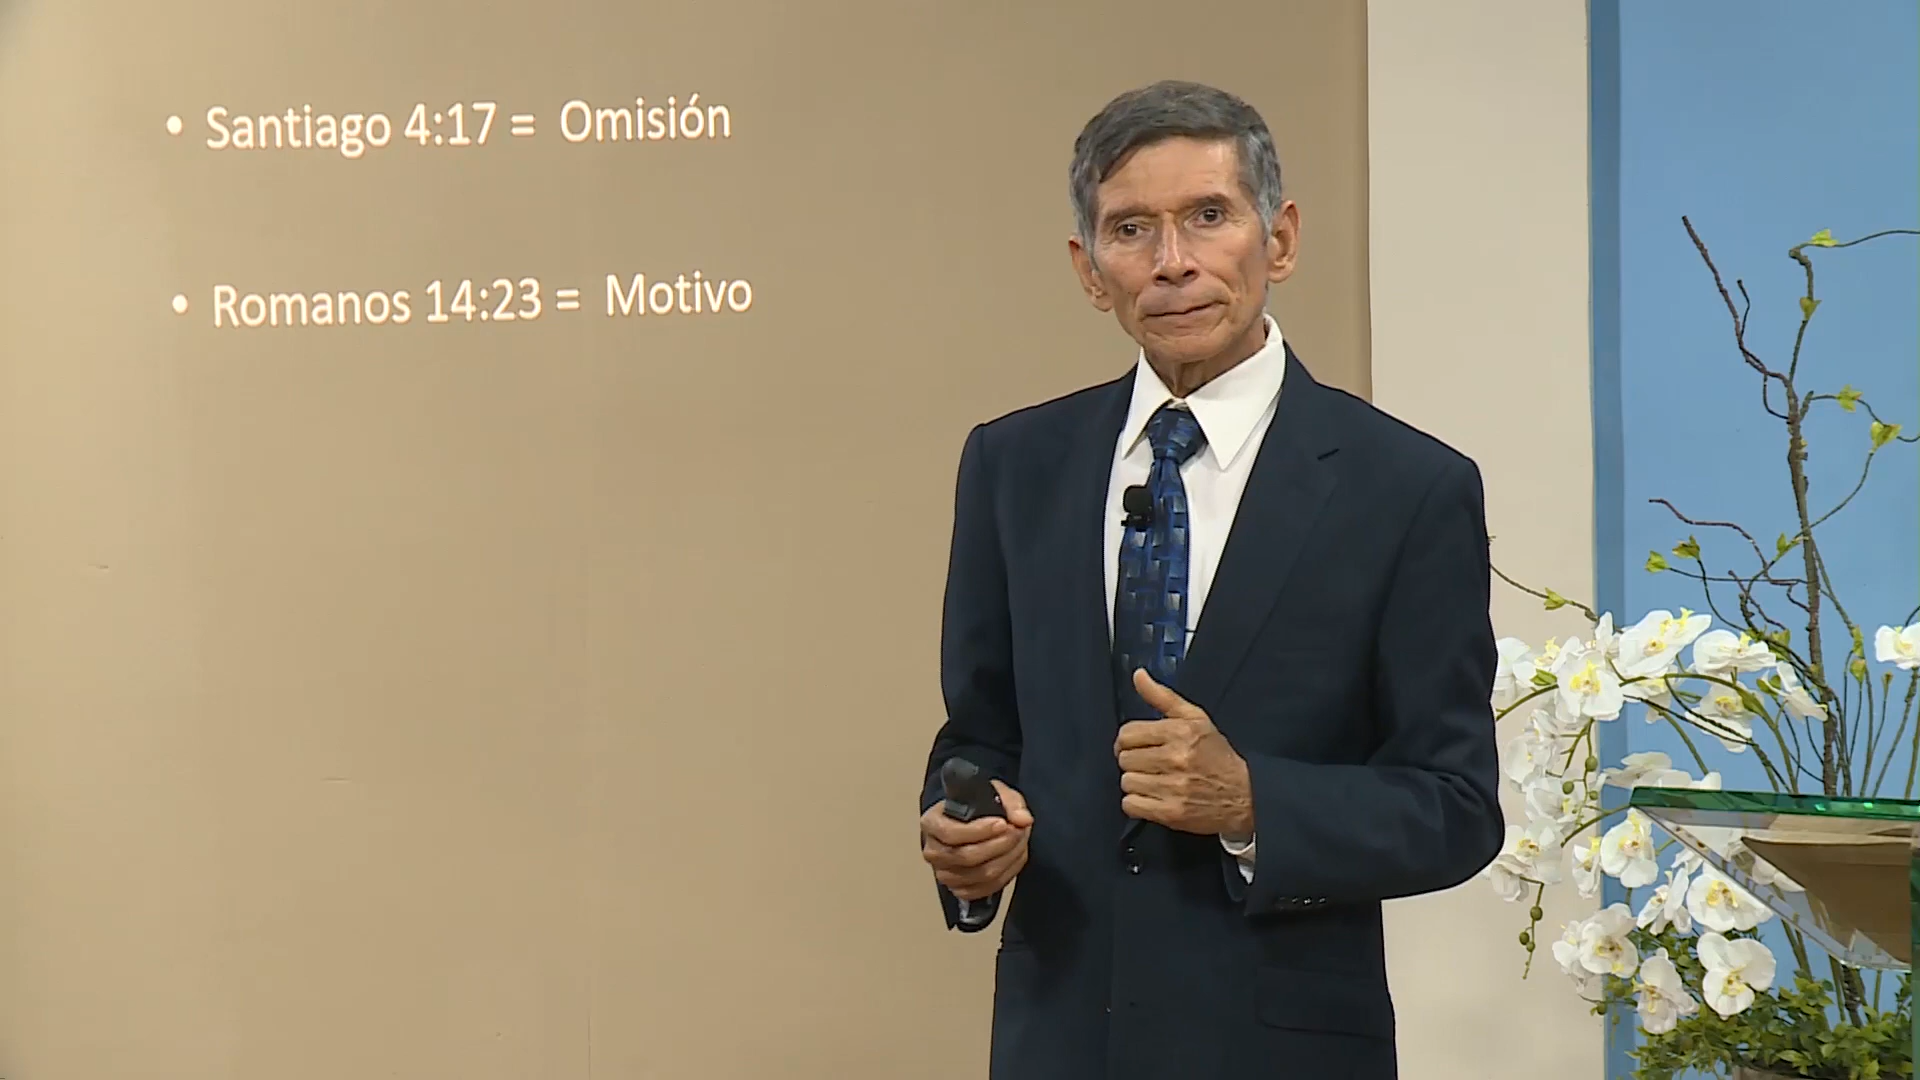 • Santiago 4:17 = Omisión
• Romanos 14:23 = Motivo